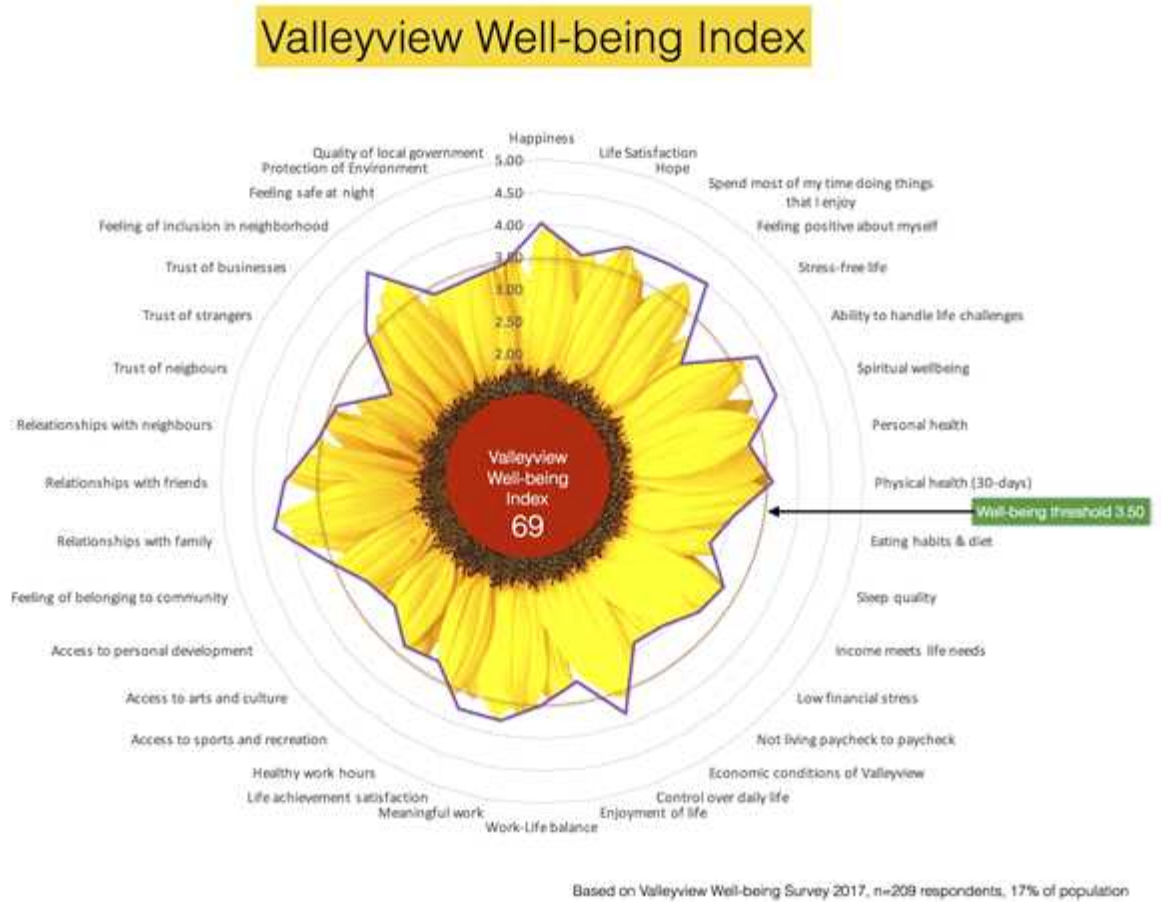 Valleyview Well-being Index
Happiness
Life Satisfaction
Hope
Spend most of my time doing things
that I enjoy
Feeling positive about myself
Stress-free life
Ability to handle life challenges
Spiritual wellbeing
Personal health
Physical health (30-days)
Well-being threshold 3.50
Eating habits & diet
Sleep quality
Income meets life needs
Low financial stress
Not living paycheck to paycheck
Economic conditions of Valleyview
Control over daily life
Enjoyment of life
Work-Life balance
Meaningful work
Life achievement satisfaction
Healthy work hours
Access to sports and recreation
Access to arts and culture
Access to personal development
Feeling of belonging to community
Relationships with family
Relationships with friends
Releationships with neighbours
Trust of neigbours
Trust of strangers
Trust of businesses
Feeling of inclusion in neighborhood
Feeling safe at night
Protection of Environment
Quality of local government
5.00
4.50
4.00
3.50
3.00
2.50
2.00
Valleyview
Well-being
Index
69
Based on Valleyview Well-being Survey 2017, n=209 respondents, 17% of population